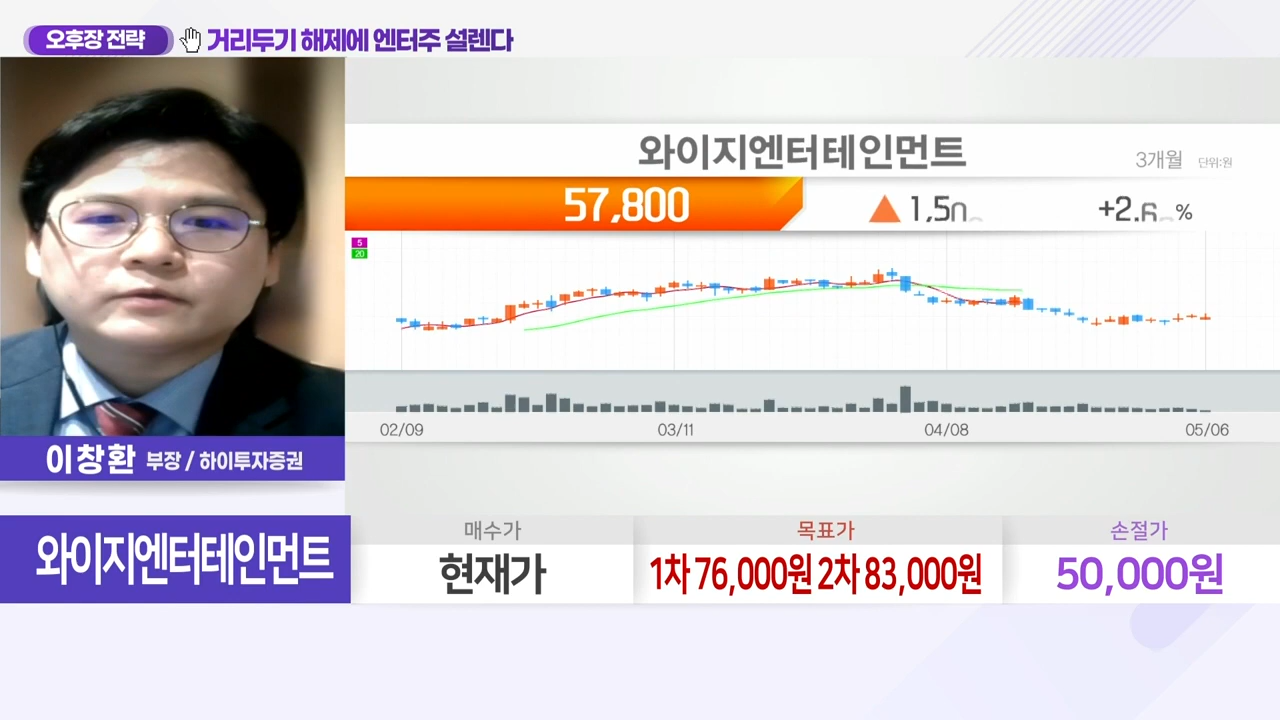 오후장 전략
거리두기 해제에 엔터주 설렌다
와이지엔터테인먼트
3개월 단위:원
57,800 ▲ 1,50 +2.6 %
5
20
02/09 03/11 04/08 05/06
이창환 부장 / 하이투자증권
와이지엔터테인먼트
매수가 목표가 손절가
현재가 1차 76,000원 2차 83,000원 50,000원